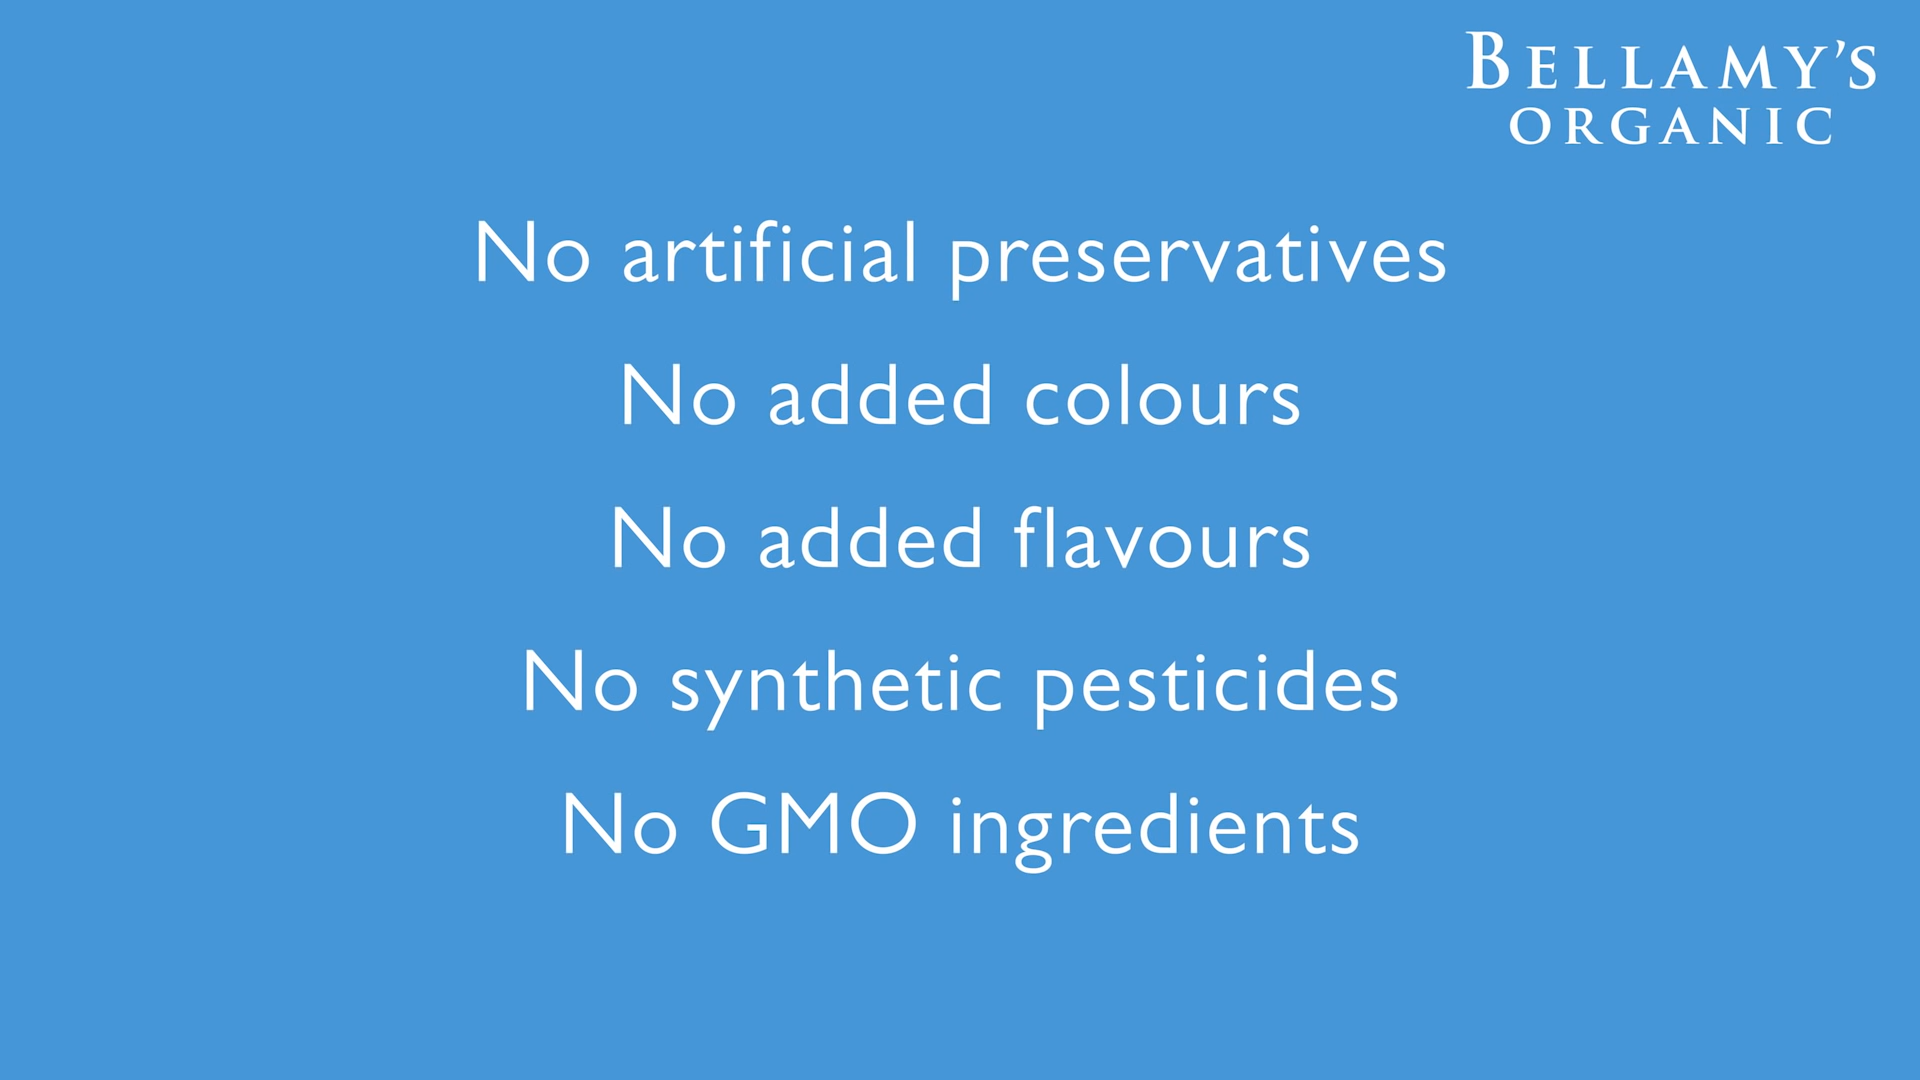 BELLAMY'S
ORGANIC
No artificial preservatives
No added colours
No added flavours
No synthetic pesticides
No GMO ingredients